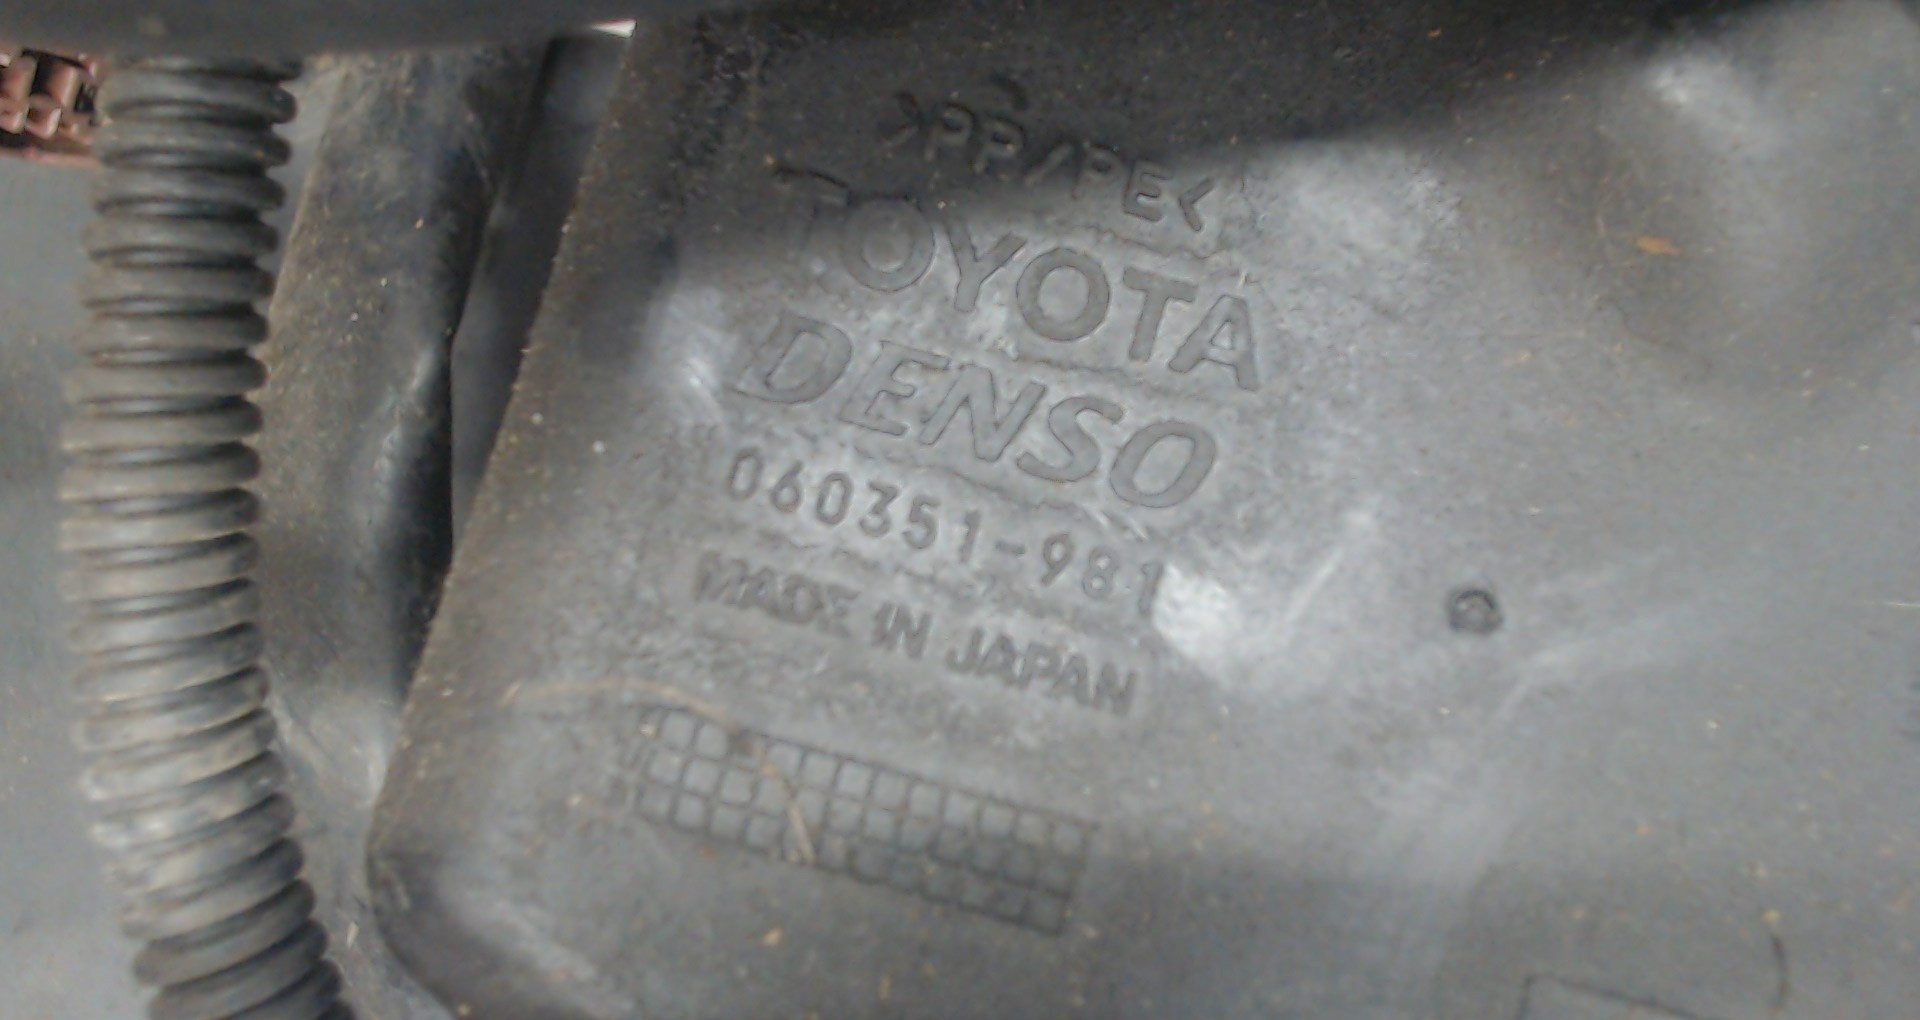 >PP/PE<
TOYOTA
DENSO
060351-981
MADE IN JAPAN